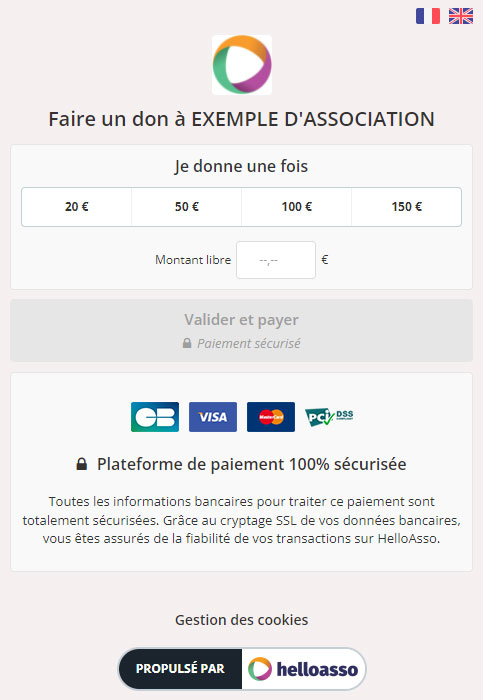 Faire un don à EXEMPLE D'ASSOCIATION
Je donne une fois
20 € 50 € 100 € 150 €
Montant libre --,-- €
Valider et payer
Paiement sécurisé
CB VISA MasterCard PCI DSS
Plateforme de paiement 100% sécurisée
Toutes les informations bancaires pour traiter ce paiement sont
totalement sécurisées. Grâce au cryptage SSL de vos données bancaires,
vous êtes assurés de la fiabilité de vos transactions sur HelloAsso.
Gestion des cookies
PROPULSÉ PAR helloasso